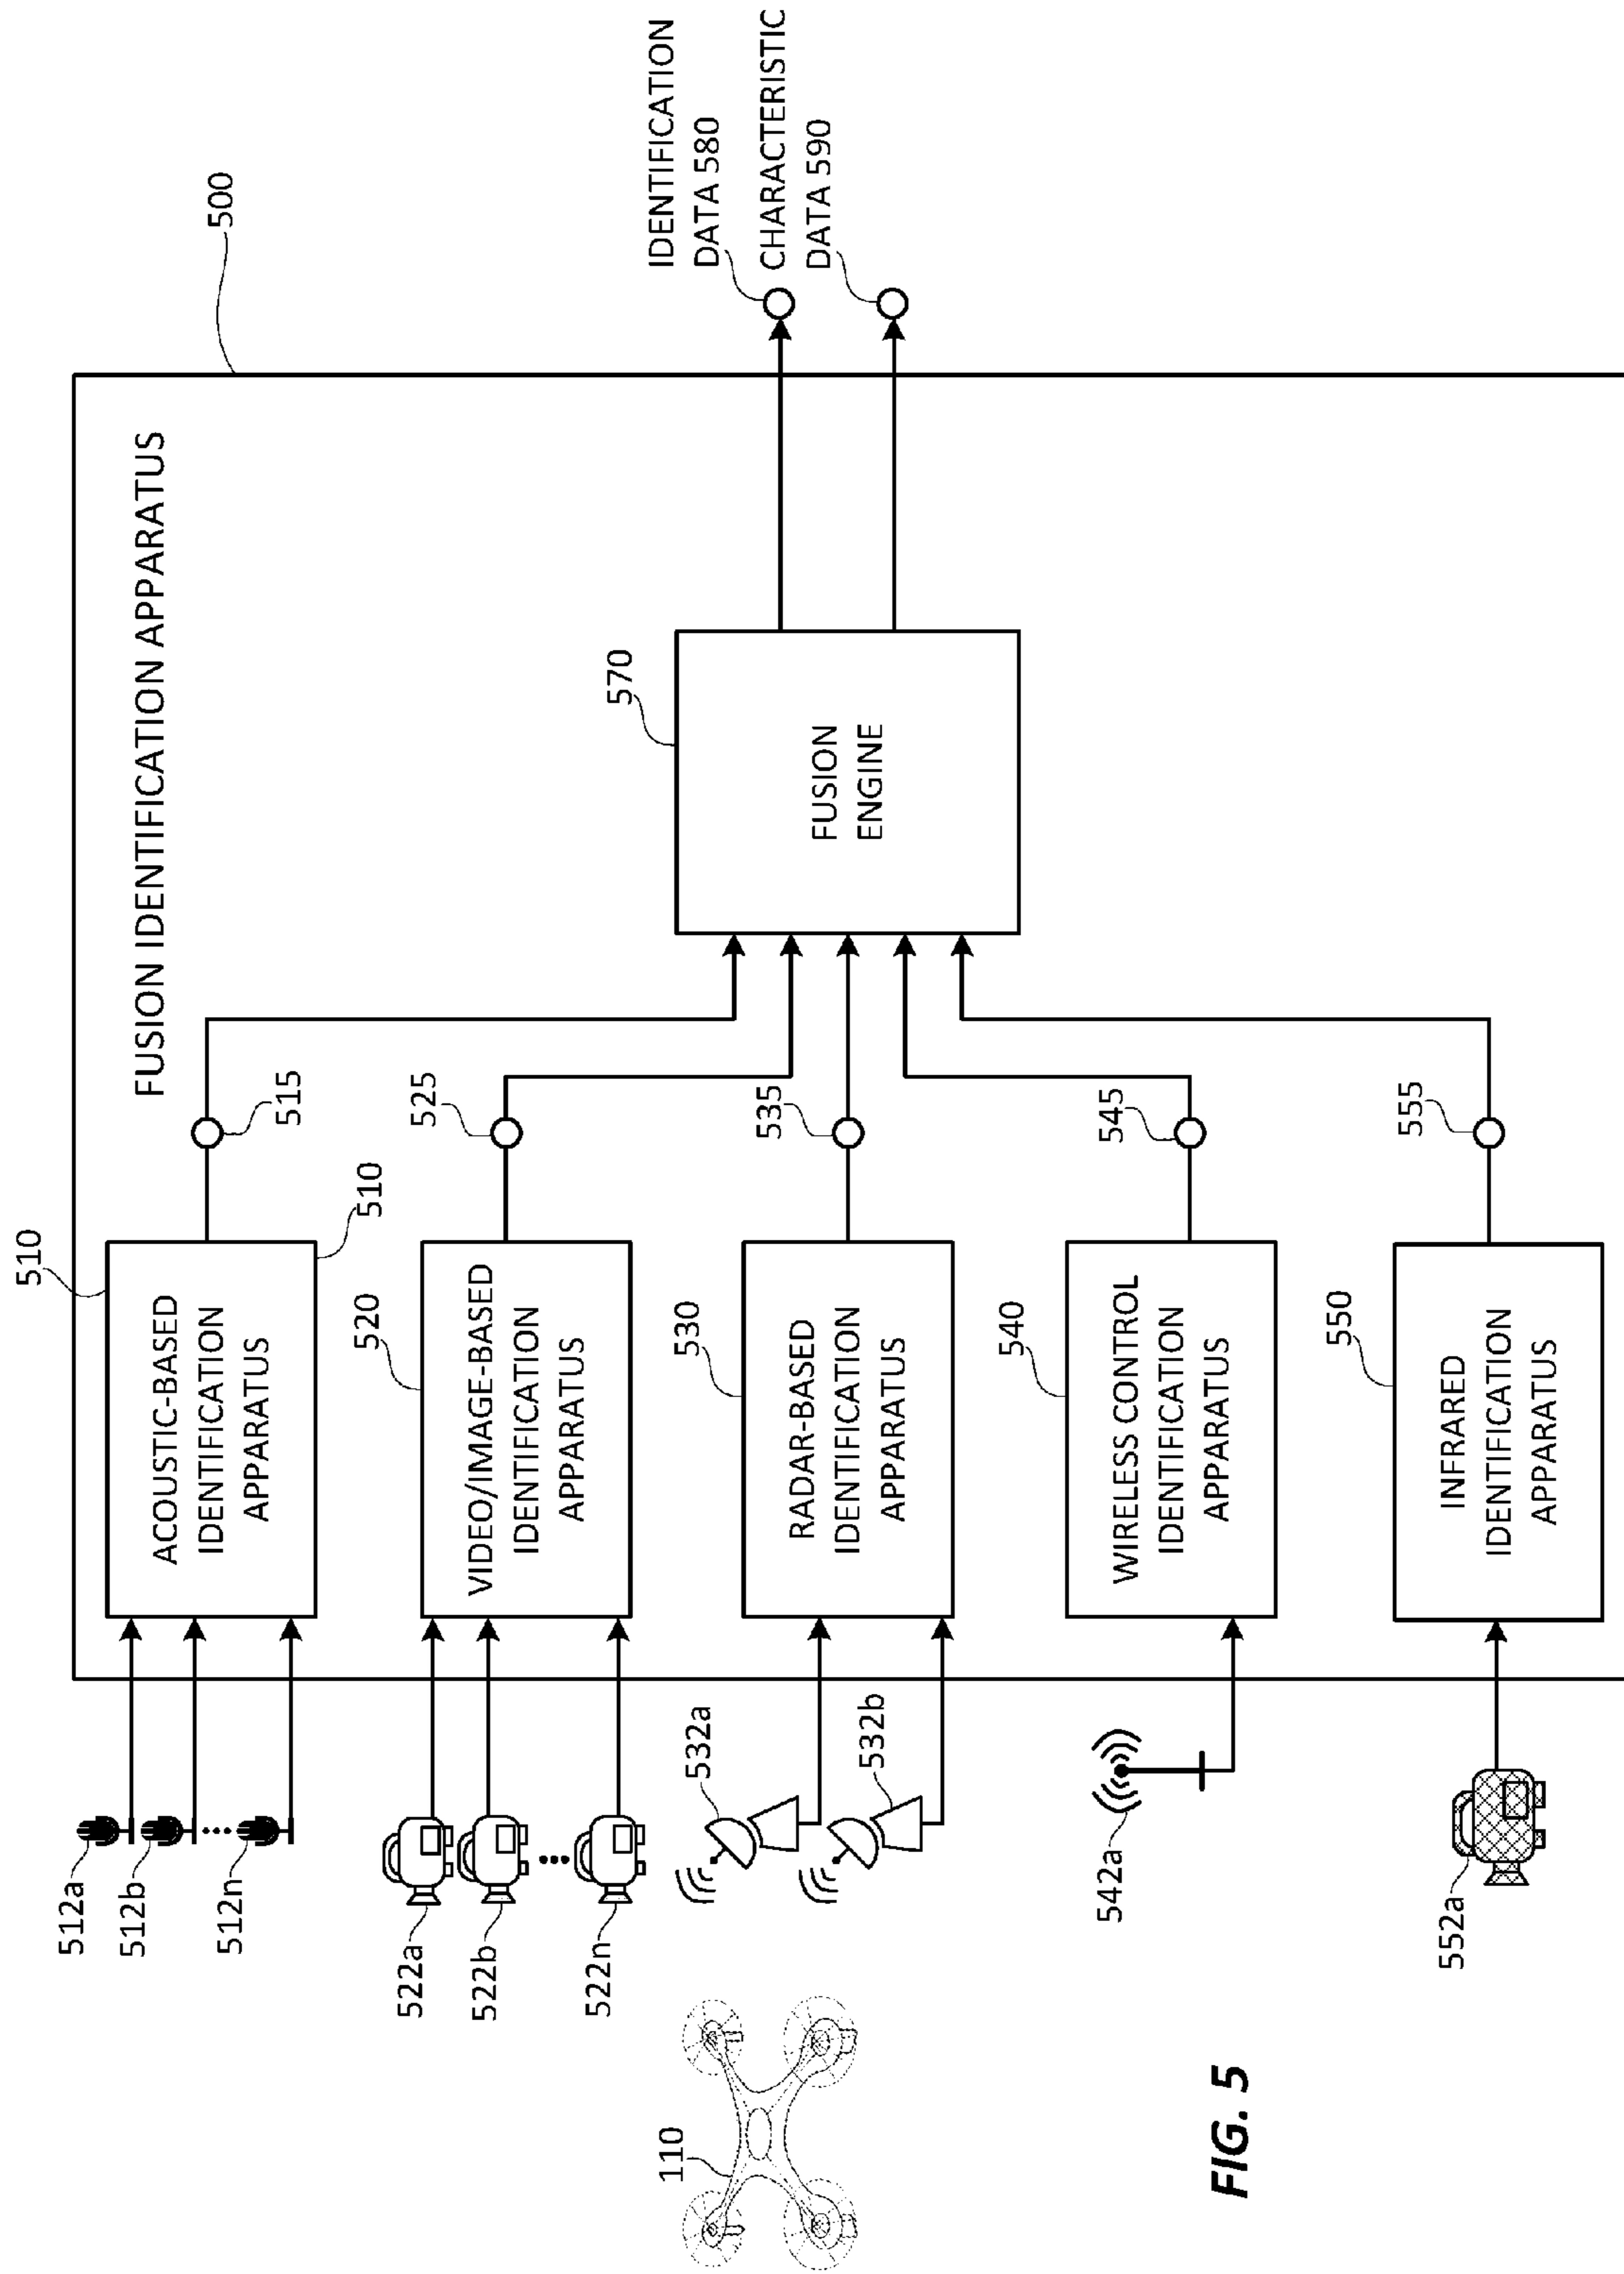 500
FUSION IDENTIFICATION APPARATUS
512a
512b
512n
510
ACOUSTIC-BASED
IDENTIFICATION
APPARATUS
510
515
522a
522b
522n
520
VIDEO/IMAGE-BASED
IDENTIFICATION
APPARATUS
525
110
532a
532b
530
RADAR-BASED
IDENTIFICATION
APPARATUS
535
542a
540
WIRELESS CONTROL
IDENTIFICATION
APPARATUS
545
552a
550
INFRARED
IDENTIFICATION
APPARATUS
555
570
FUSION
ENGINE
IDENTIFICATION
DATA 580
CHARACTERISTIC
DATA 590
FIG. 5